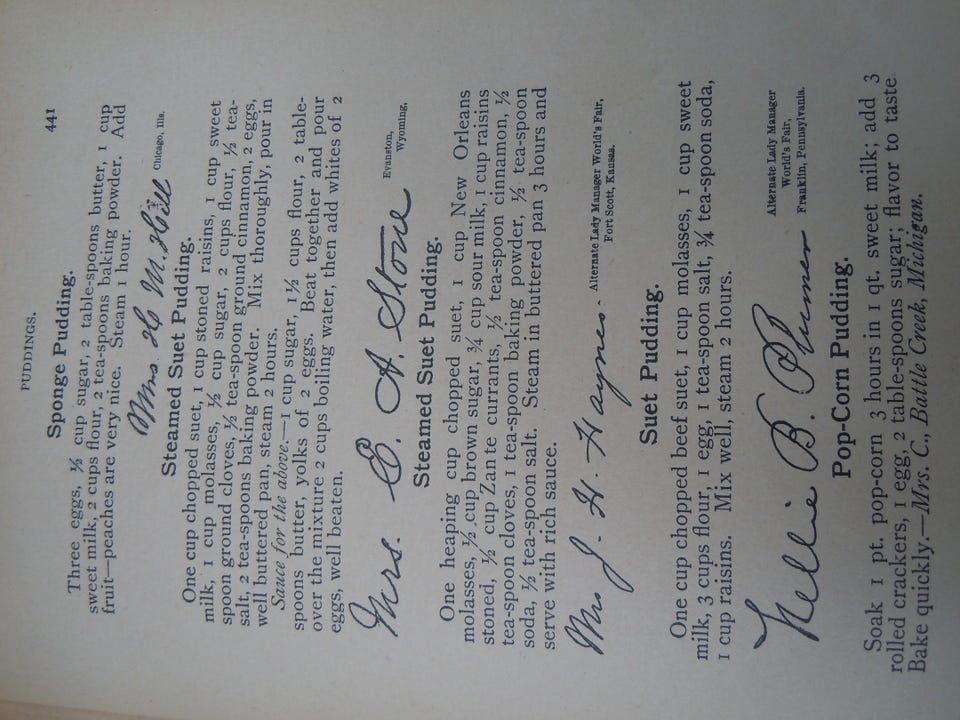 PUDDINGS. 441
Sponge Pudding.
Three eggs, ½ cup sugar, 2 table-spoons butter, 1 cup
sweet milk, 2 cups flour, 2 tea-spoons baking powder. Add
fruit—peaches are very nice. Steam 1 hour.
Mrs. H M. Hill Chicago, Ills.
Steamed Suet Pudding.
One cup chopped suet, 1 cup stoned raisins, 1 cup sweet
milk, 1 cup molasses, ½ cup sugar, 2 cups flour, ½ tea-
spoon ground cloves, ½ tea-spoon ground cinnamon, 2 eggs,
salt, 2 tea-spoons baking powder. Mix thoroughly, pour in
well buttered pan, steam 2 hours.
Sauce for the above.—1 cup sugar, 1½ cups flour, 2 table-
spoons butter, yolks of 2 eggs. Beat together and pour
over the mixture 2 cups boiling water, then add whites of 2
eggs, well beaten.
Mrs. E. A. Stone Evanston,
Wyoming,
Steamed Suet Pudding.
One heaping cup chopped suet, 1 cup New Orleans
molasses, ½ cup brown sugar, ¾ cup sour milk, 1 cup raisins
stoned, ½ cup Zante currants, ½ tea-spoon cinnamon, ½
tea-spoon cloves, 1 tea-spoon baking powder, ½ tea-spoon
soda, ½ tea-spoon salt. Steam in buttered pan 3 hours and
serve with rich sauce.
Mrs J. H. Haynes - Alternate Lady Manager World's Fair,
Fort Scott, Kansas.
Suet Pudding.
One cup chopped beef suet, 1 cup molasses, 1 cup sweet
milk, 3 cups flour, 1 egg, 1 tea-spoon salt, ¾ tea-spoon soda,
1 cup raisins. Mix well, steam 2 hours.
Nellie B. Plumer Alternate Lady Manager
World's Fair,
Franklin, Pennsylvania.
Pop-Corn Pudding.
Soak 1 pt. pop-corn 3 hours in 1 qt. sweet milk; add 3
rolled crackers, 1 egg, 2 table-spoons sugar; flavor to taste.
Bake quickly.—Mrs. C., Battle Creek, Michigan.